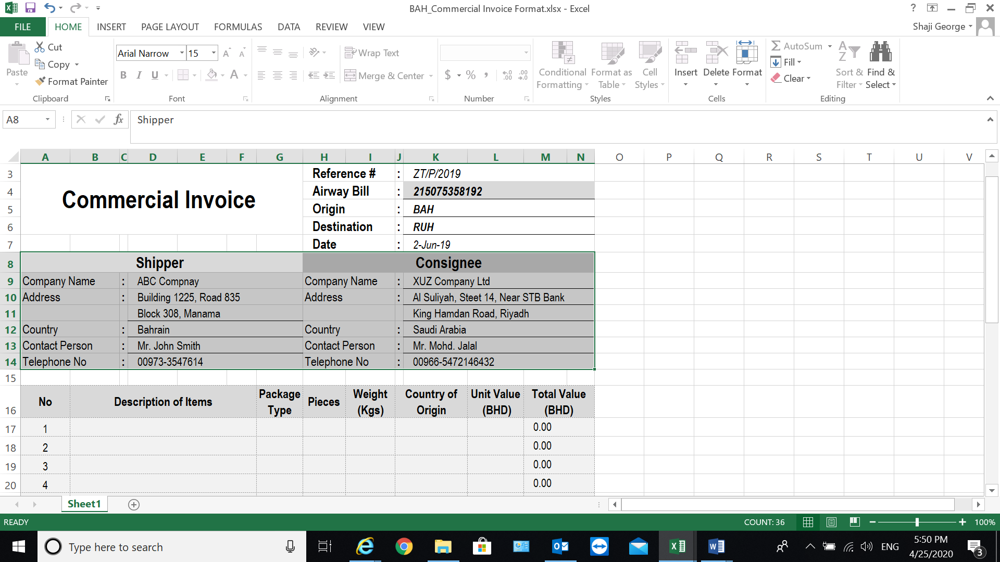 BAH_Commercial Invoice Format.xlsx - Excel
?
FILE HOME INSERT PAGE LAYOUT FORMULAS DATA REVIEW VIEW
Shaji George
Paste
Cut
Copy
Format Painter
Clipboard
Arial Narrow 15
B I U
Font
Wrap Text
Merge & Center
Alignment
$ % ,
Number
Conditional Formatting
Format as Table
Cell Styles
Styles
Insert Delete Format
Cells
AutoSum
Fill
Clear
Sort & Filter
Find & Select
Editing
A8
fx
Shipper
A B C D E F G H I J K L M N O P Q R S T U V
Commercial Invoice
3 Reference # : ZT/P/2019
4 Airway Bill : 215075358192
5 Origin : BAH
6 Destination : RUH
7 Date : 2-Jun-19
8 Shipper Consignee
9 Company Name : ABC Compnay Company Name : XUZ Company Ltd
10 Address : Building 1225, Road 835 Address : Al Suliyah, Steet 14, Near STB Bank
11 Block 308, Manama King Hamdan Road, Riyadh
12 Country : Bahrain Country : Saudi Arabia
13 Contact Person : Mr. John Smith Contact Person : Mr. Mohd. Jalal
14 Telephone No : 00973-3547614 Telephone No : 00966-5472146432
15
16 No Description of Items Package Type Pieces Weight (Kgs) Country of Origin Unit Value (BHD) Total Value (BHD)
17 1 0.00
18 2 0.00
19 3 0.00
20 4 0.00
Sheet1
READY
COUNT: 36
100%
Type here to search
ENG
5:50 PM
4/25/2020
3